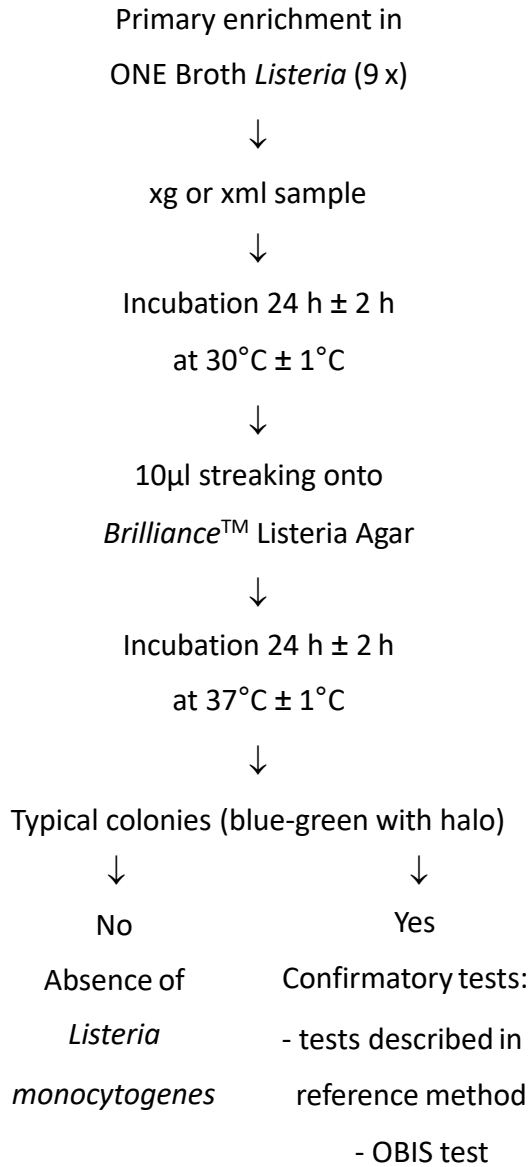 Primary enrichment in
ONE Broth Listeria (9 x)
↓
xg or xml sample
↓
Incubation 24 h ± 2 h
at 30°C ± 1°C
↓
10µl streaking onto
Brilliance™ Listeria Agar
↓
Incubation 24 h ± 2 h
at 37°C ± 1°C
↓
Typical colonies (blue-green with halo)
↓ ↓
No
Absence of
Listeria
monocytogenes
Yes
Confirmatory tests:
- tests described in
reference method
- OBIS test